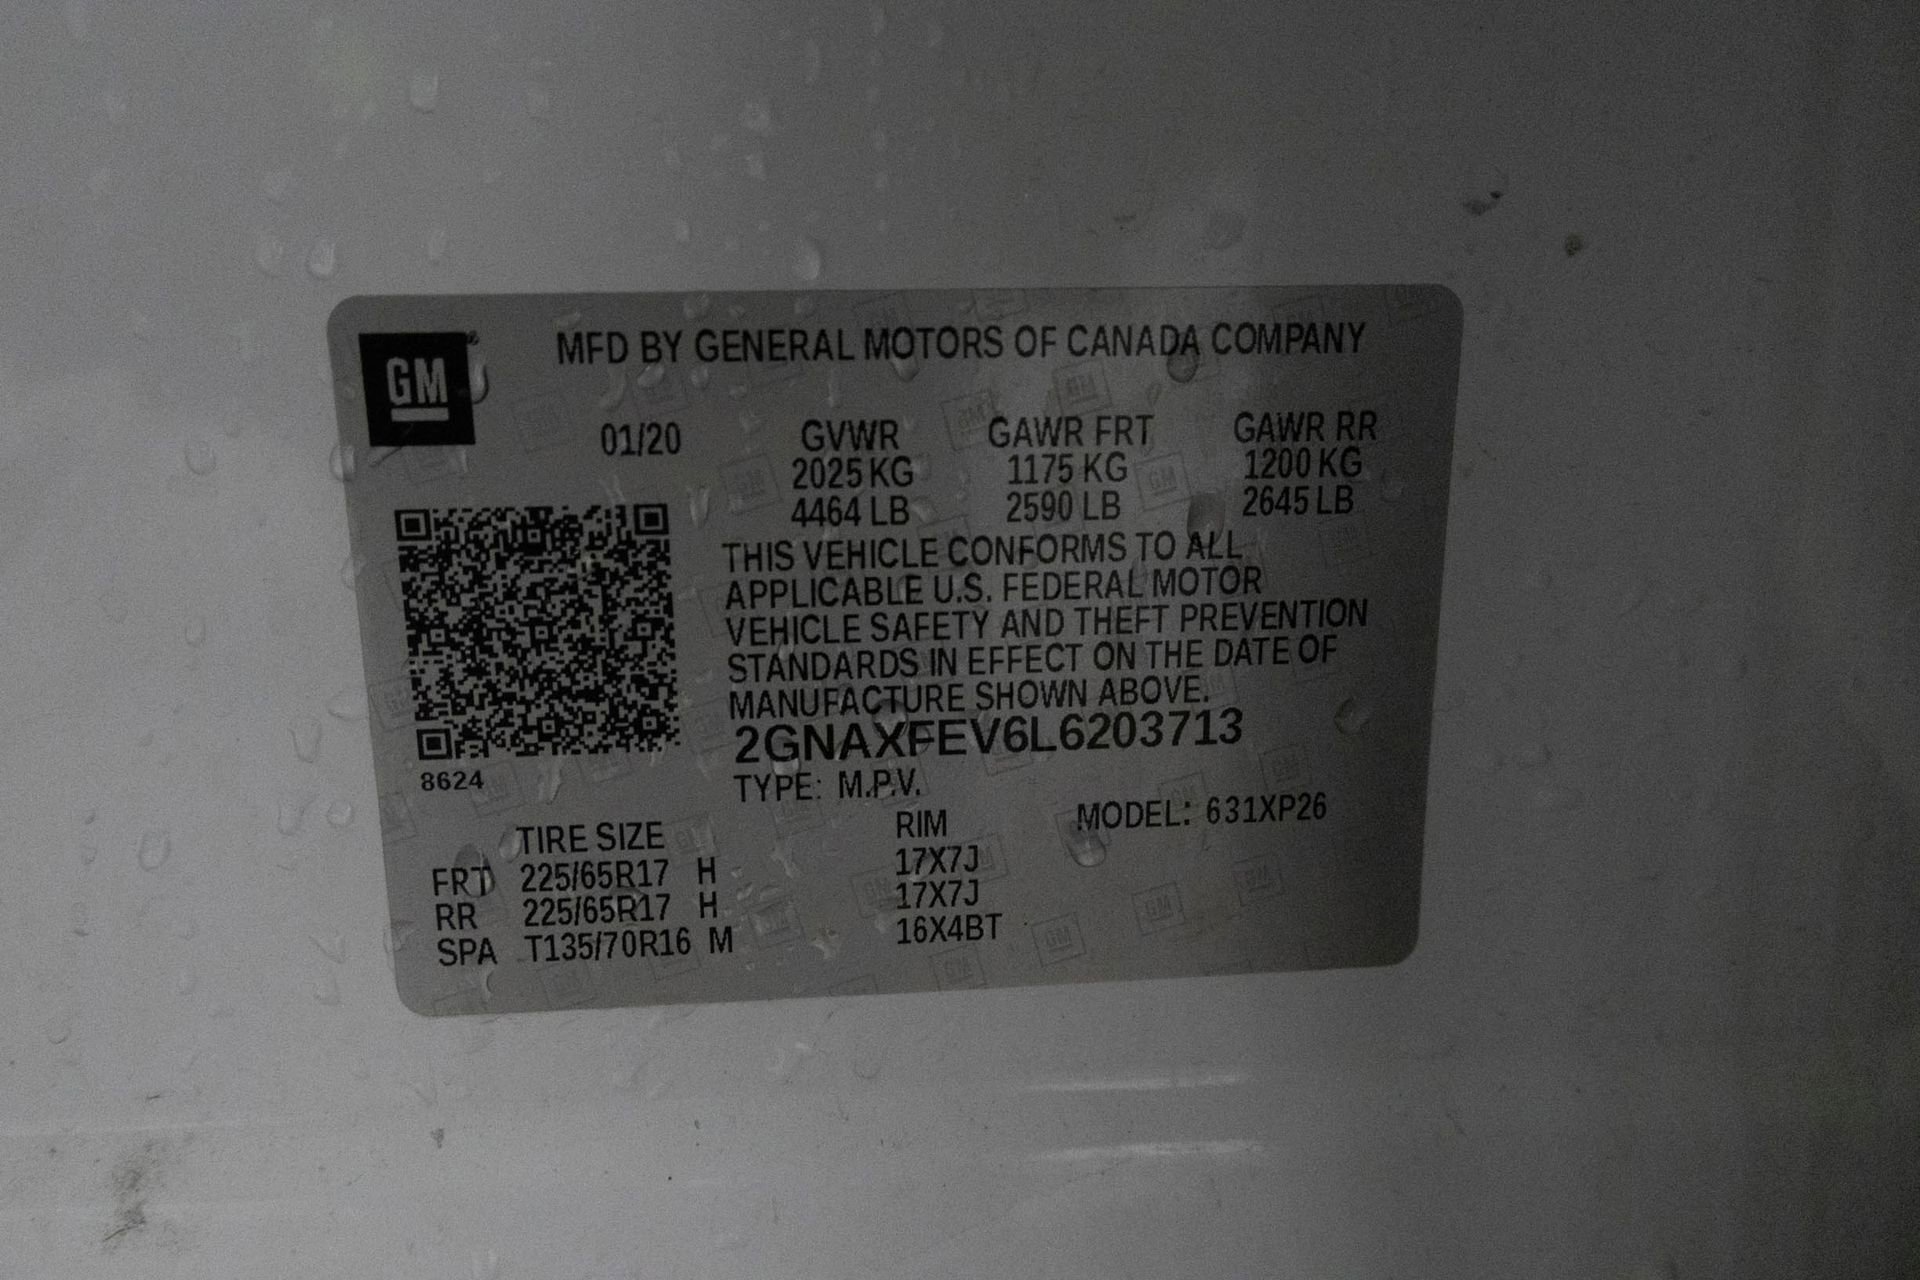 GM
MFD BY GENERAL MOTORS OF CANADA COMPANY
01/20 GVWR GAWR FRT GAWR RR
2025 KG 1175 KG 1200 KG
4464 LB 2590 LB 2645 LB
THIS VEHICLE CONFORMS TO ALL
APPLICABLE U.S. FEDERAL MOTOR
VEHICLE SAFETY AND THEFT PREVENTION
STANDARDS IN EFFECT ON THE DATE OF
MANUFACTURE SHOWN ABOVE.
2GNAXFEV6L6203713
8624
TYPE: M.P.V.
TIRE SIZE RIM MODEL: 631XP26
FRT 225/65R17 H 17X7J
RR 225/65R17 H 17X7J
SPA T135/70R16 M 16X4BT